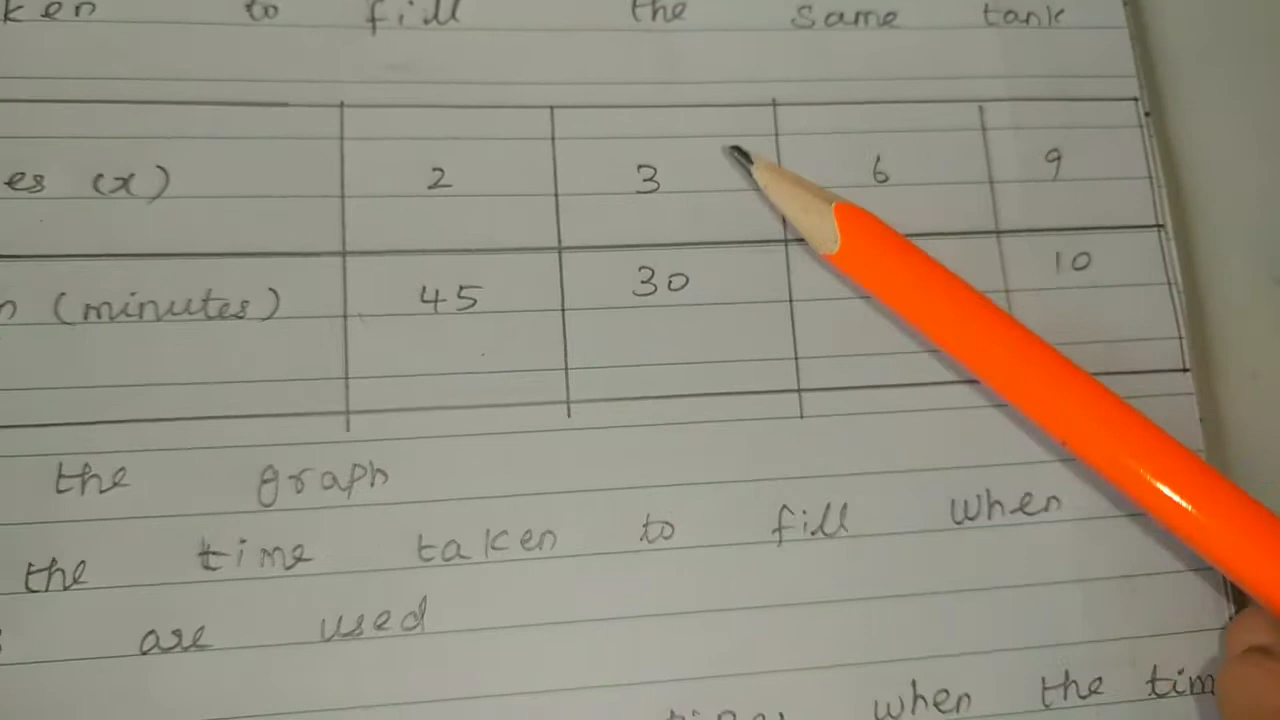 ken to fill the same tank
es (x) 2 3 6 9
n (minutes) 45 30 10
the graph
the time taken to fill when
are used
when the tim